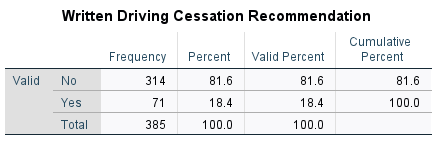 Written Driving Cessation Recommendation
Frequency Percent Valid Percent Cumulative Percent
Valid No 314 81.6 81.6 81.6
Yes 71 18.4 18.4 100.0
Total 385 100.0 100.0